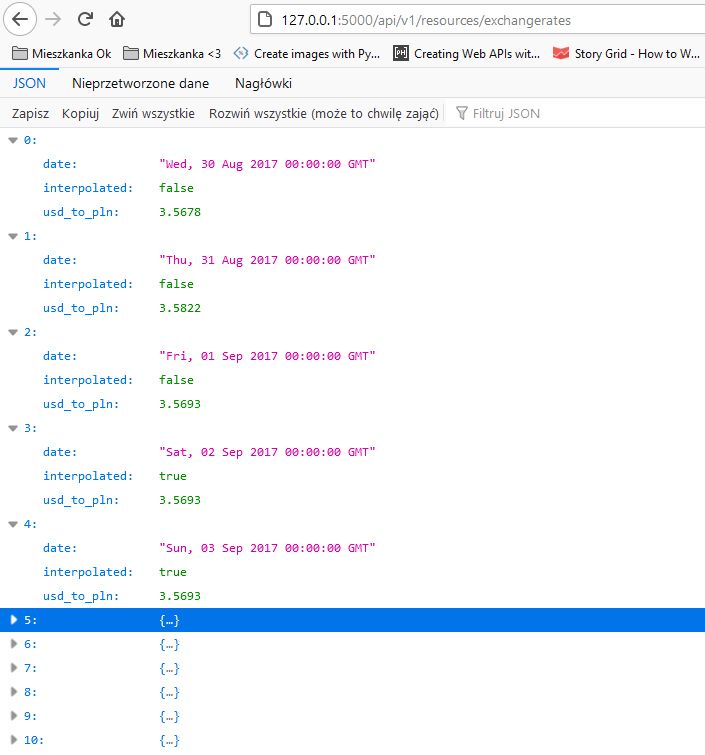 127.0.0.1:5000/api/v1/resources/exchangerates
Mieszkanka Ok Mieszkanka <3 Create images with Py... PH Creating Web APIs wit... Story Grid - How to W...
JSON Nieprzetworzone dane Nagłówki
Zapisz Kopiuj Zwiń wszystkie Rozwiń wszystkie (może to chwilę zająć) Filtruj JSON
0:
date: "Wed, 30 Aug 2017 00:00:00 GMT"
interpolated: false
usd_to_pln: 3.5678
1:
date: "Thu, 31 Aug 2017 00:00:00 GMT"
interpolated: false
usd_to_pln: 3.5822
2:
date: "Fri, 01 Sep 2017 00:00:00 GMT"
interpolated: false
usd_to_pln: 3.5693
3:
date: "Sat, 02 Sep 2017 00:00:00 GMT"
interpolated: true
usd_to_pln: 3.5693
4:
date: "Sun, 03 Sep 2017 00:00:00 GMT"
interpolated: true
usd_to_pln: 3.5693
5: {…}
6: {…}
7: {…}
8: {…}
9: {…}
10: {…}